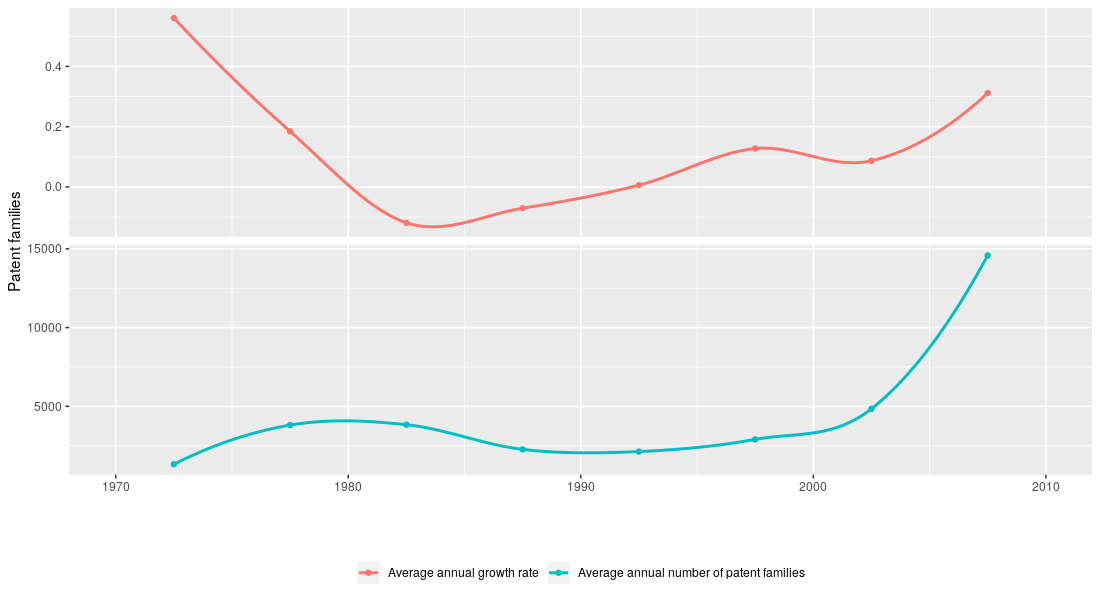 Patent families
0.4
0.2
0.0
15000
10000
5000
1970 1980 1990 2000 2010
Average annual growth rate Average annual number of patent families